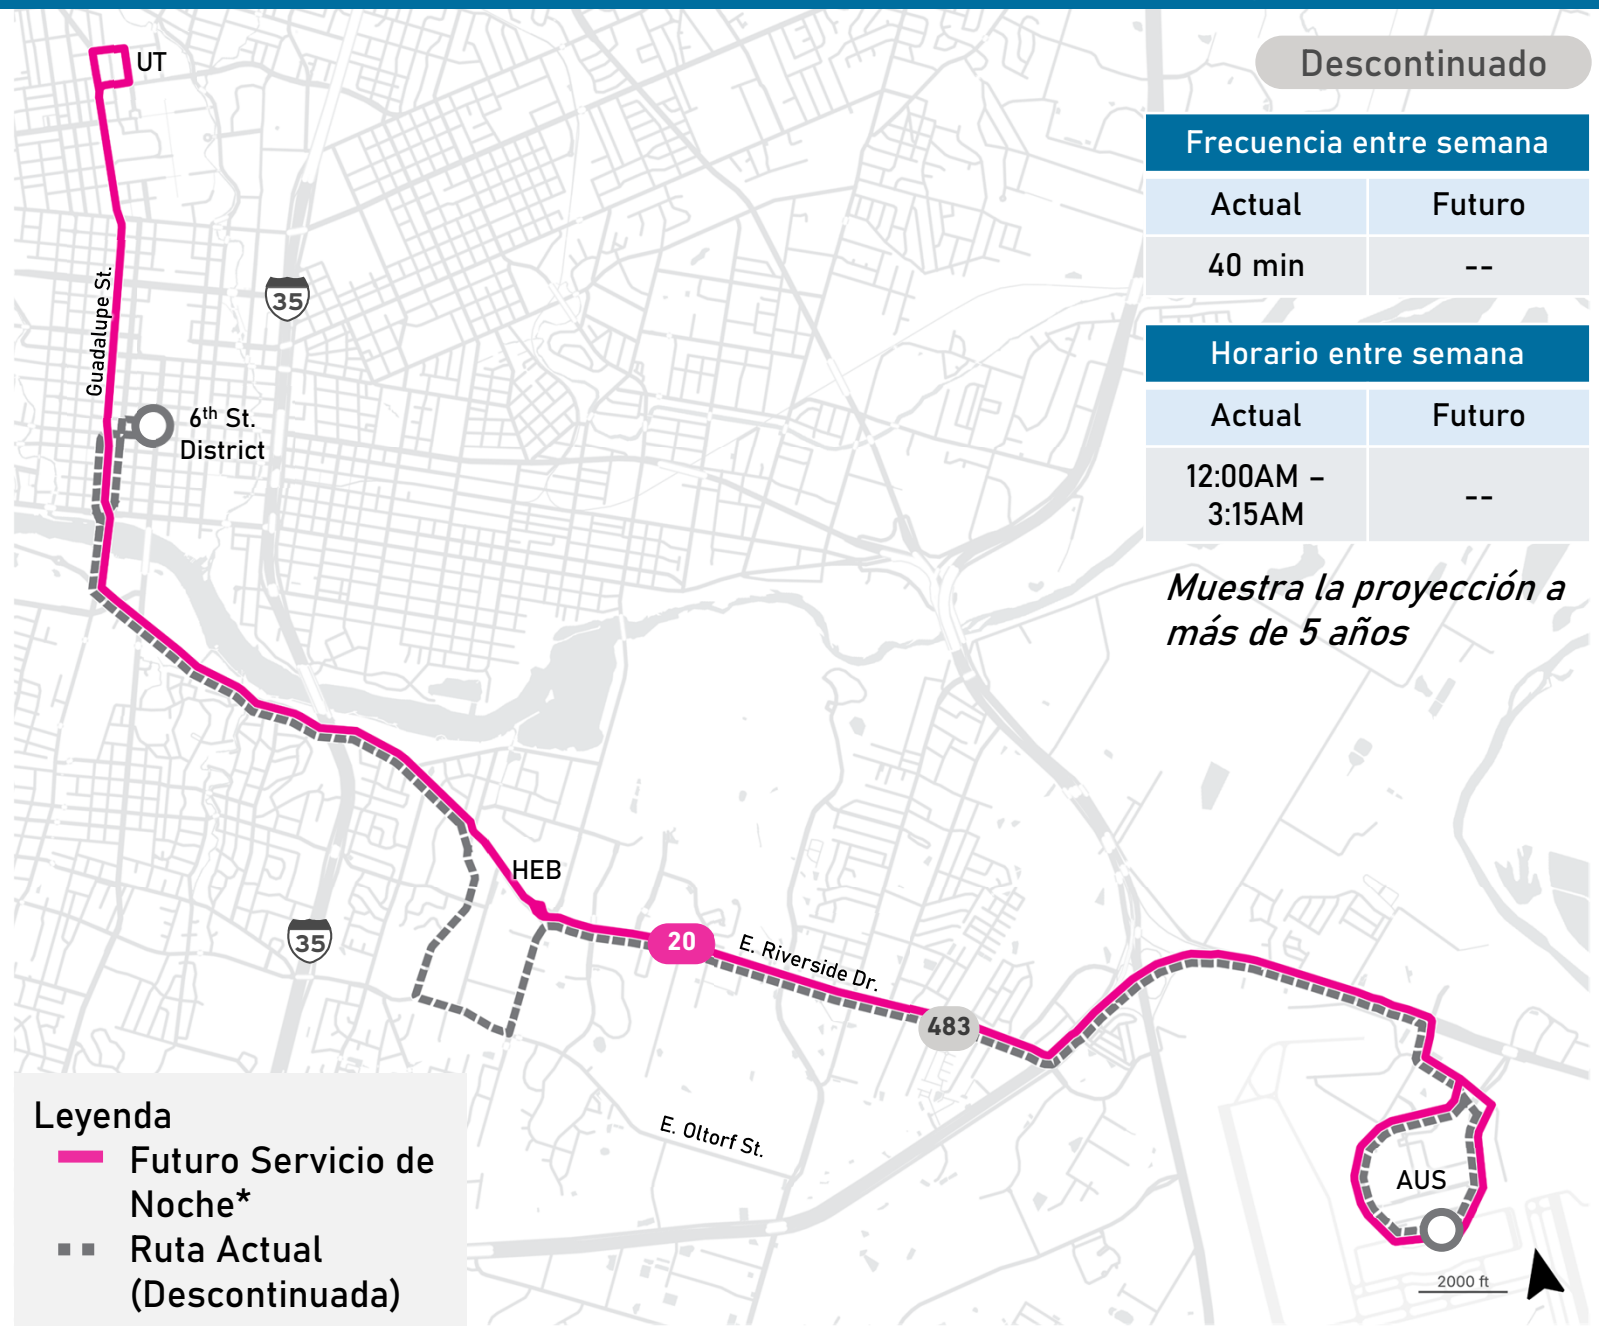 UT
Descontinuado
Frecuencia entre semana
Actual Futuro
40 min --
Horario entre semana
Actual Futuro
12:00AM –
3:15AM
--
Muestra la proyección a
más de 5 años
35
Guadalupe St.
6th St.
District
HEB
35
20
E. Riverside Dr.
483
E. Oltorf St.
AUS
2000 ft
Leyenda
Futuro Servicio de
Noche*
Ruta Actual
(Descontinuada)